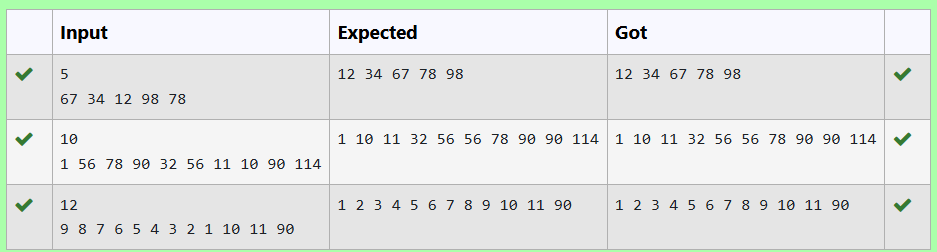 Input Expected Got
5 12 34 67 78 98 12 34 67 78 98
67 34 12 98 78
10 1 10 11 32 56 56 78 90 90 114 1 10 11 32 56 56 78 90 90 114
1 56 78 90 32 56 11 10 90 114
12 1 2 3 4 5 6 7 8 9 10 11 90 1 2 3 4 5 6 7 8 9 10 11 90
9 8 7 6 5 4 3 2 1 10 11 90